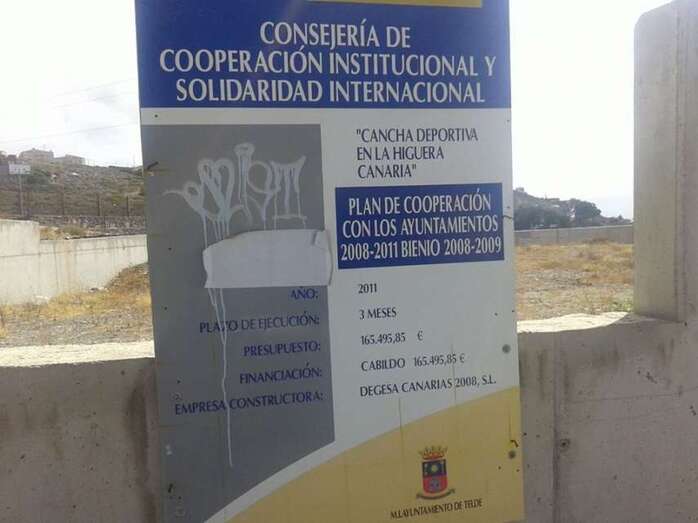 CONSEJERÍA DE
COOPERACIÓN INSTITUCIONAL Y
SOLIDARIDAD INTERNACIONAL
"CANCHA DEPORTIVA
EN LA HIGUERA
CANARIA"
PLAN DE COOPERACIÓN
CON LOS AYUNTAMIENTOS
2008-2011 BIENIO 2008-2009
AÑO: 2011
PLAZO DE EJECUCIÓN: 3 MESES
PRESUPUESTO: 165.495,85 €
FINANCIACIÓN: CABILDO 165.495,85 €
EMPRESA CONSTRUCTORA: DEGESA CANARIAS 2008, S.L.
M.I.AYUNTAMIENTO DE TELDE